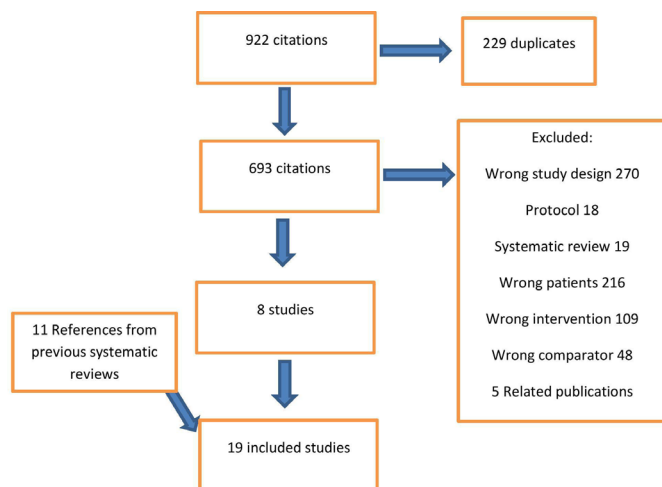 922 citations
229 duplicates
693 citations
Excluded:
Wrong study design 270
Protocol 18
Systematic review 19
Wrong patients 216
Wrong intervention 109
Wrong comparator 48
5 Related publications
8 studies
11 References from
previous systematic
reviews
19 included studies